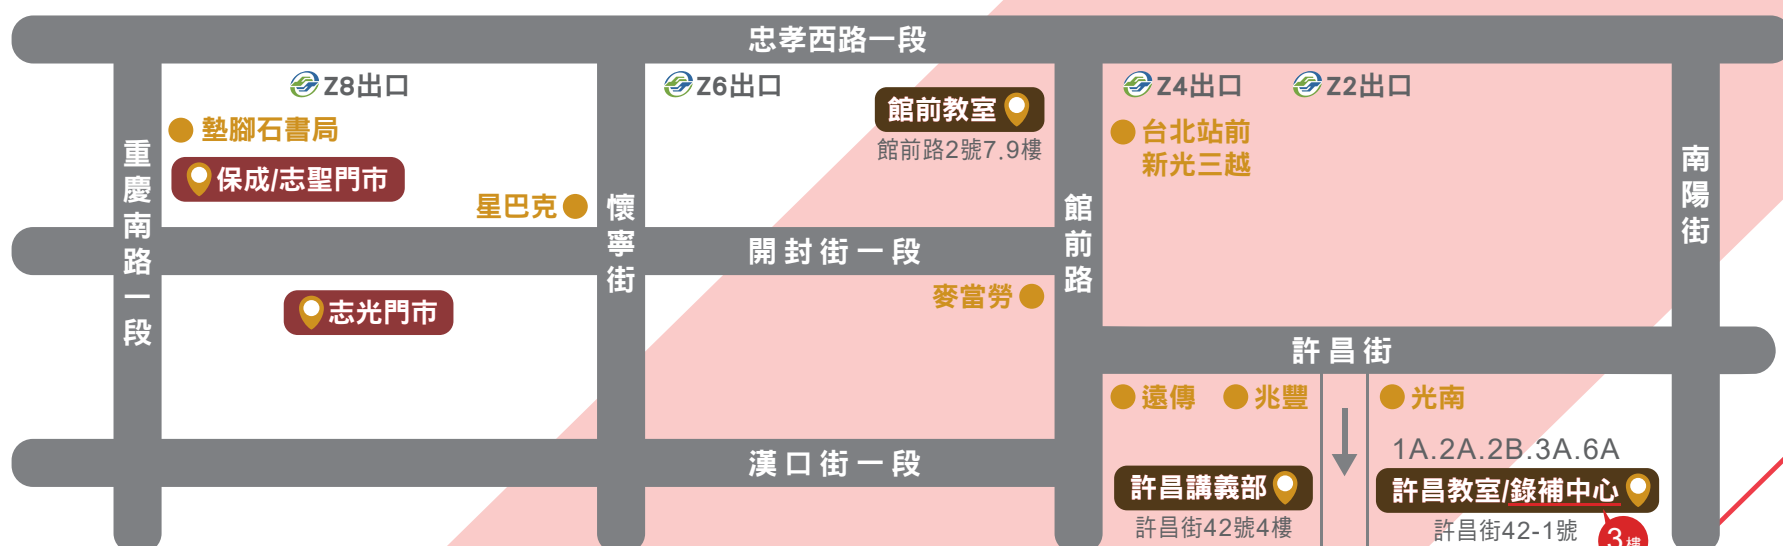 忠孝西路一段
Z8出口
Z6出口
Z4出口
Z2出口
館前教室
館前路2號7.9樓
墊腳石書局
保成/志聖門市
台北站前
新光三越
星巴克
重慶南路一段
懷寧街
館前路
南陽街
開封街一段
麥當勞
志光門市
許昌街
遠傳
兆豐
光南
1A.2A.2B.3A.6A
漢口街一段
許昌講義部
許昌街42號4樓
許昌教室/錄補中心
許昌街42-1號
3樓